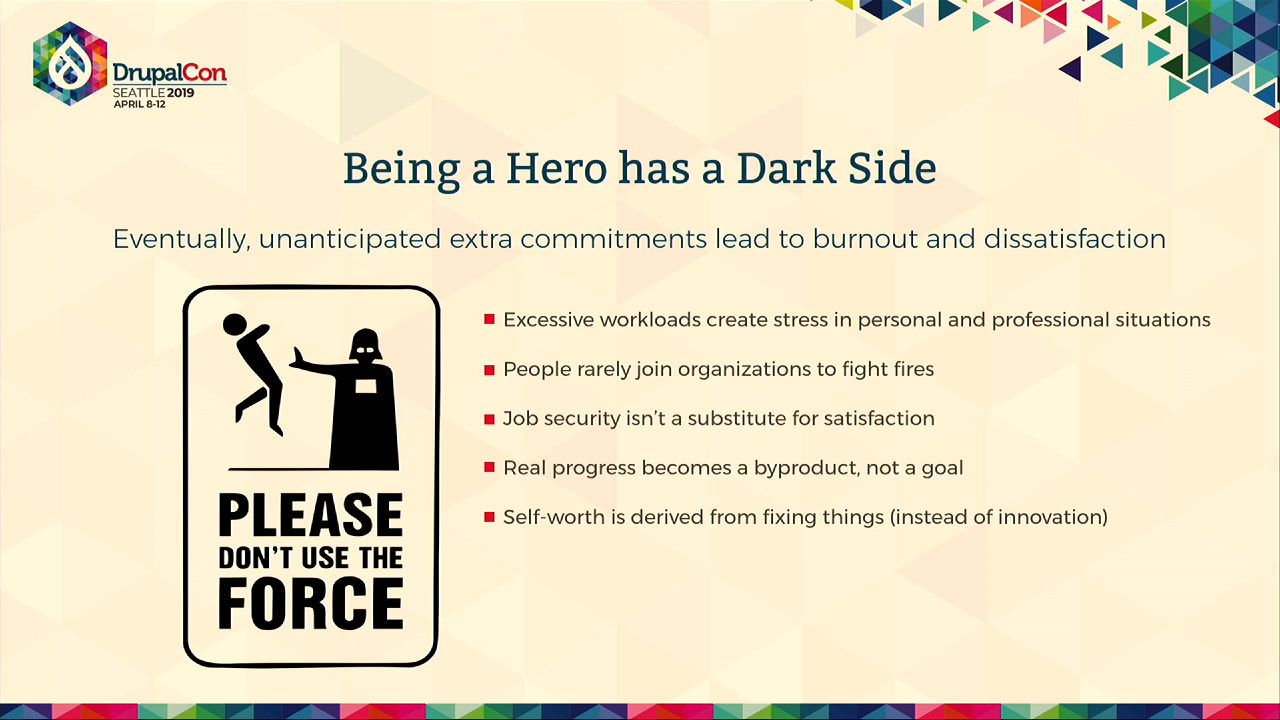 DrupalCon
SEATTLE 2019
APRIL 8-12
Being a Hero has a Dark Side
Eventually, unanticipated extra commitments lead to burnout and dissatisfaction
PLEASE
DON'T USE THE
FORCE
Excessive workloads create stress in personal and professional situations
People rarely join organizations to fight fires
Job security isn’t a substitute for satisfaction
Real progress becomes a byproduct, not a goal
Self-worth is derived from fixing things (instead of innovation)